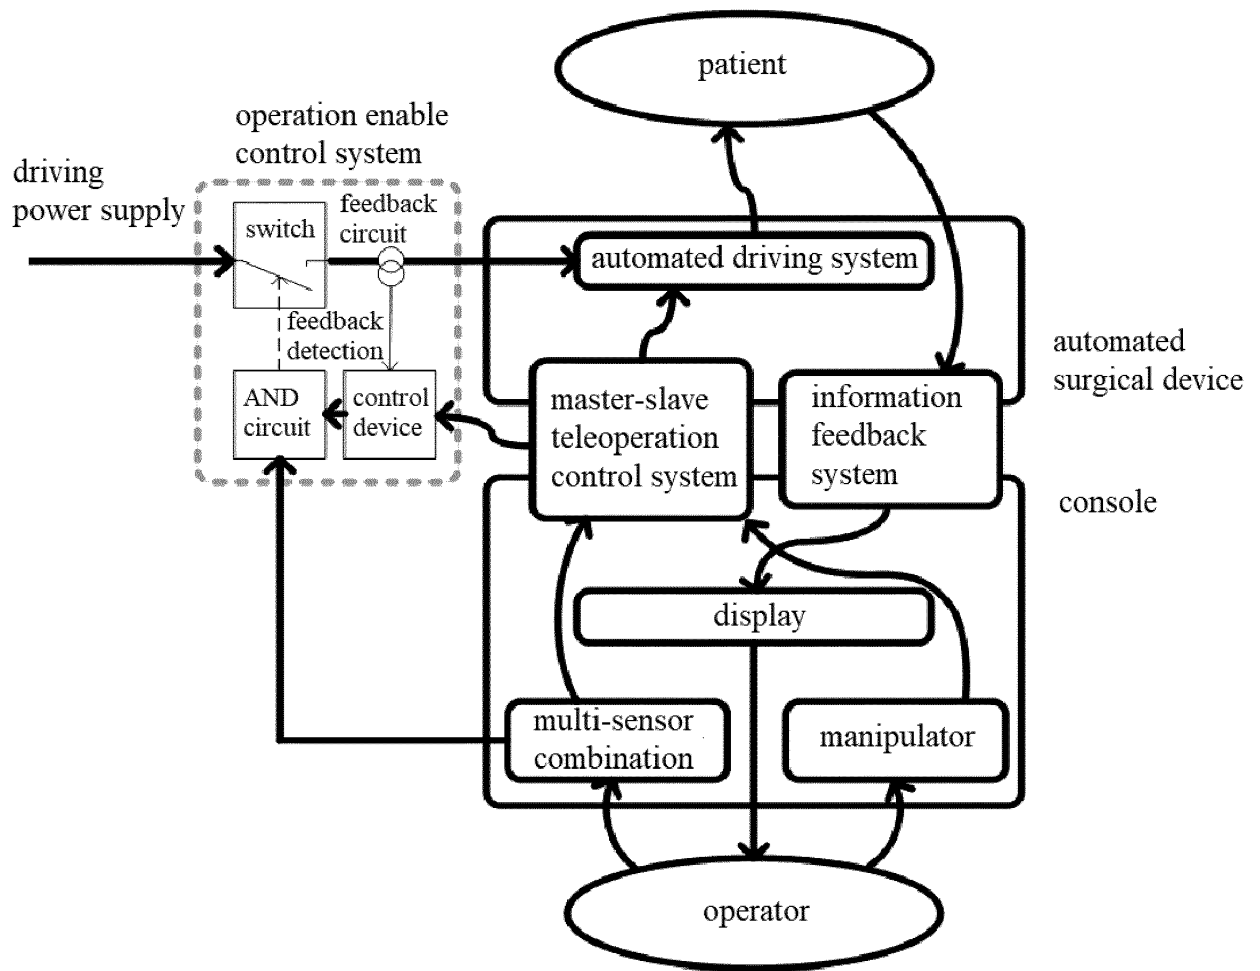 patient
operation enable
control system
driving
power supply
switch
feedback
circuit
automated driving system
feedback
detection
AND
circuit
control
device
master-slave
teleoperation
control system
information
feedback
system
automated
surgical device
console
display
multi-sensor
combination
manipulator
operator